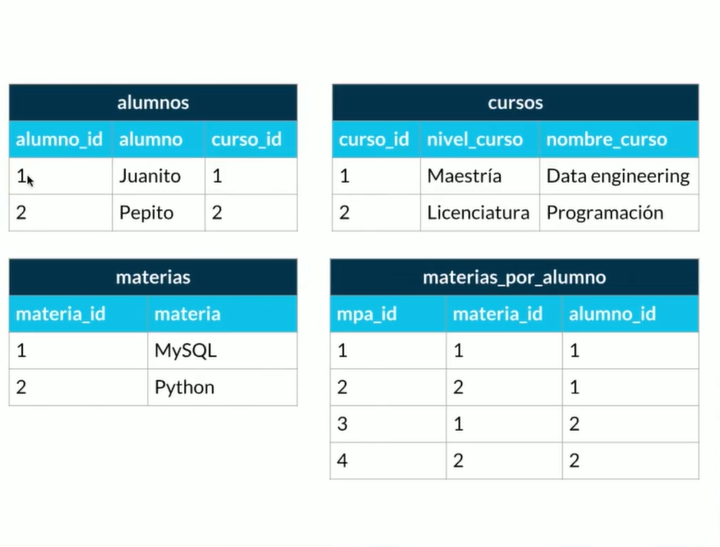 alumnos
alumno_id alumno curso_id
1 Juanito 1
2 Pepito 2
cursos
curso_id nivel_curso nombre_curso
1 Maestría Data engineering
2 Licenciatura Programación
materias
materia_id materia
1 MySQL
2 Python
materias_por_alumno
mpa_id materia_id alumno_id
1 1 1
2 2 1
3 1 2
4 2 2